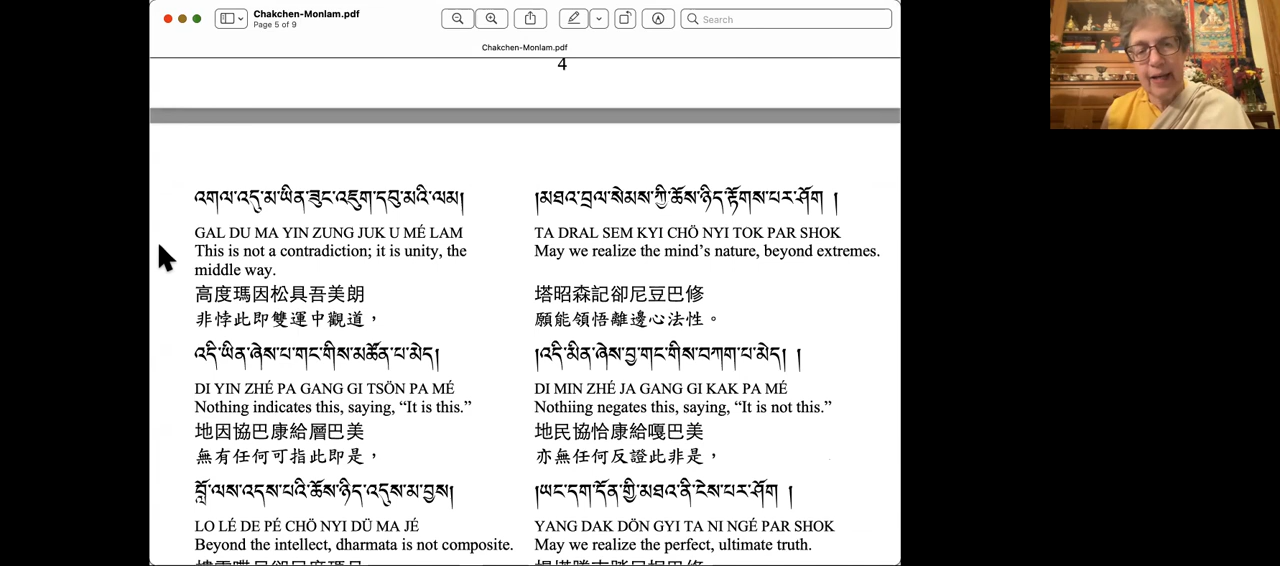 Chakchen-Monlam.pdf
Page 5 of 9
Search
Chakchen-Monlam.pdf
4
འགལ་འདུ་མ་ཡིན་ཟུང་འཇུག་དབུ་མའི་ལམ།
GAL DU MA YIN ZUNG JUK U MÉ LAM
This is not a contradiction; it is unity, the
middle way.
高度瑪因松具吾美朗
非悖此即雙運中觀道，
།མཐའ་བྲལ་སེམས་ཀྱི་ཆོས་ཉིད་རྟོགས་པར་ཤོག །
TA DRAL SEM KYI CHÖ NYI TOK PAR SHOK
May we realize the mind’s nature, beyond extremes.
塔昭森記卻尼豆巴修
願能領悟離邊心法性。
འདི་ཡིན་ཞེས་པ་གང་གིས་མཚོན་པ་མེད།
DI YIN ZHÉ PA GANG GI TSÖN PA MÉ
Nothing indicates this, saying, “It is this.”
地因協巴康給層巴美
無有任何可指此即是，
།འདི་མིན་ཞེས་བྱ་གང་གིས་བཀག་པ་མེད། །
DI MIN ZHÉ JA GANG GI KAK PA MÉ
Nothiing negates this, saying, “It is not this.”
地民協恰康給嘎巴美
亦無任何反證此非是，
བློ་ལས་འདས་པའི་ཆོས་ཉིད་འདུས་མ་བྱས།
LO LÉ DE PÉ CHÖ NYI DÜ MA JÉ
Beyond the intellect, dharmata is not composite.
།ཡང་དག་དོན་གྱི་མཐའ་ནི་ངེས་པར་ཤོག །
YANG DAK DÖN GYI TA NI NGÉ PAR SHOK
May we realize the perfect, ultimate truth.